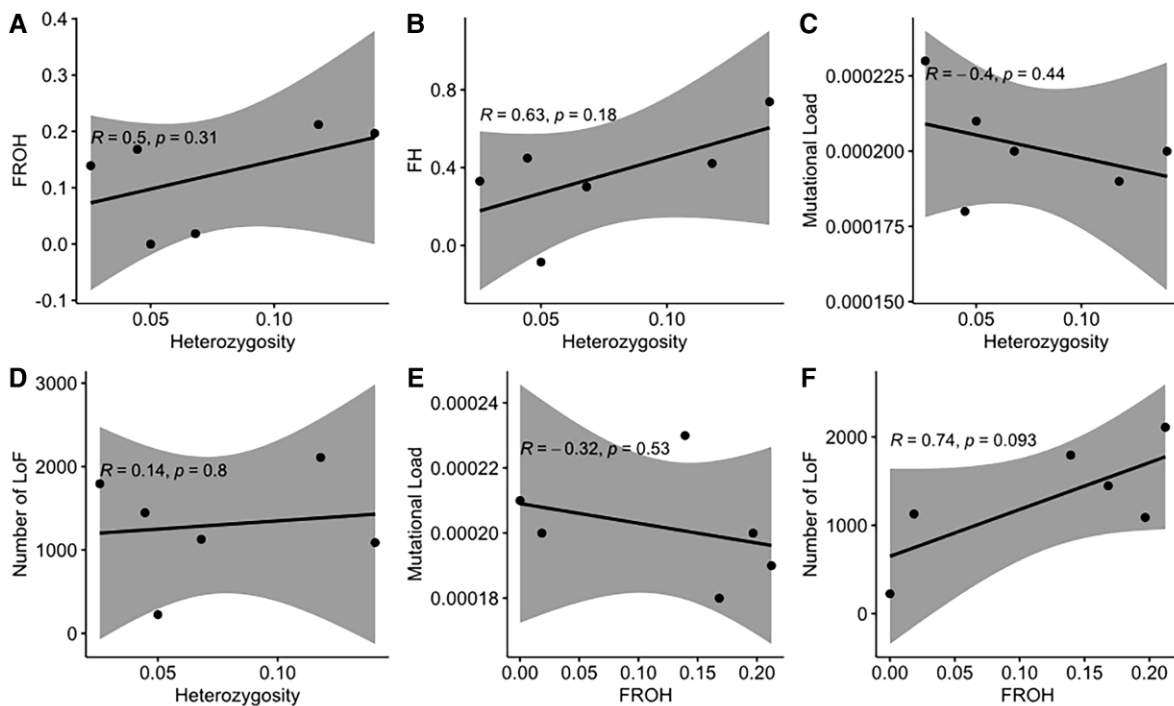 A
0.4
0.3
0.2
0.1
0.0
-0.1
FROH
R = 0.5, p = 0.31
0.05
0.10
Heterozygosity
B
0.8
0.4
0.0
FH
R = 0.63, p = 0.18
0.05
0.10
Heterozygosity
C
0.000225
0.000200
0.000175
0.000150
Mutational Load
R = −0.4, p = 0.44
0.05
0.10
Heterozygosity
D
3000
2000
1000
0
Number of LoF
R = 0.14, p = 0.8
0.05
0.10
Heterozygosity
E
0.00024
0.00022
0.00020
0.00018
Mutational Load
R = −0.32, p = 0.53
0.00 0.05 0.10 0.15 0.20
FROH
F
2000
1000
0
Number of LoF
R = 0.74, p = 0.093
0.00 0.05 0.10 0.15 0.20
FROH